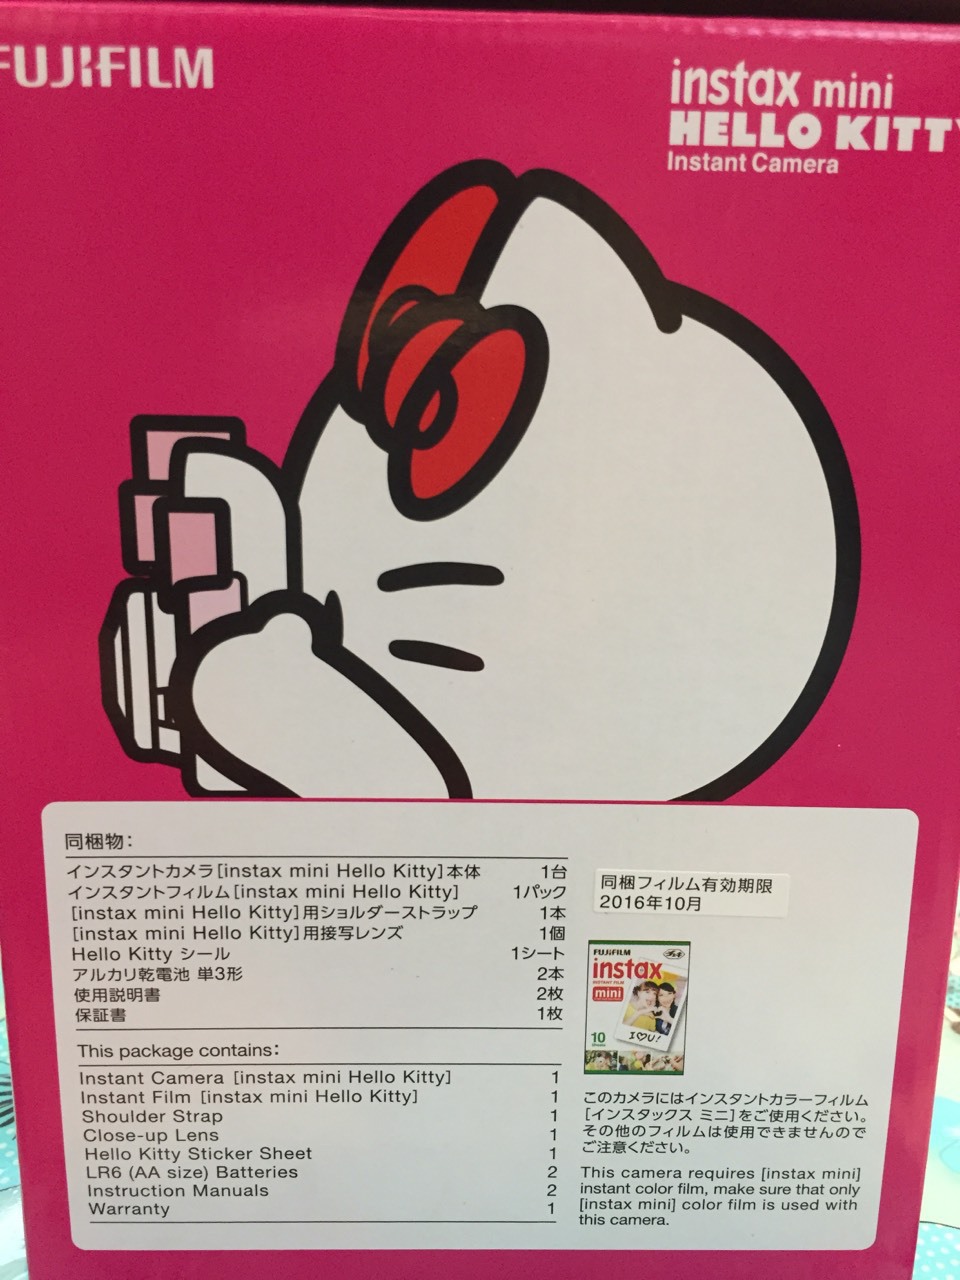 FUJIFILM
instax mini
HELLO KITTY
Instant Camera
同梱物:
インスタントカメラ[instax mini Hello Kitty]本体 1台
インスタントフィルム[instax mini Hello Kitty] 1パック
[instax mini Hello Kitty]用ショルダーストラップ 1本
[instax mini Hello Kitty]用接写レンズ 1個
Hello Kitty シール 1シート
アルカリ乾電池 単3形 2本
使用説明書 2枚
保証書 1枚
This package contains:
Instant Camera [instax mini Hello Kitty] 1
Instant Film [instax mini Hello Kitty] 1
Shoulder Strap 1
Close-up Lens 1
Hello Kitty Sticker Sheet 1
LR6 (AA size) Batteries 2
Instruction Manuals 2
Warranty 1
同梱フィルム有効期限
2016年10月
FUJIFILM チェキ
instax
INSTANT FILM
mini
10
I♡U!
このカメラにはインスタントカラーフィルム
[インスタックス ミニ]をご使用ください。
その他のフィルムは使用できませんので
ご注意ください。
This camera requires [instax mini]
instant color film, make sure that only
[instax mini] color film is used with
this camera.